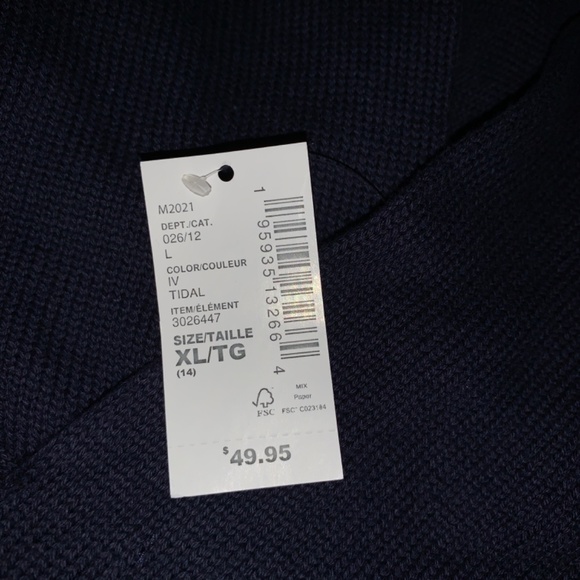 M2021
DEPT./CAT.
026/12
L
COLOR/COULEUR
IV
TIDAL
ITEM/ÉLÉMENT
3026447
SIZE/TAILLE
XL/TG
(14)
1 95935 13266 4
FSC
MIX
Paper
FSC® C023184
$49.95